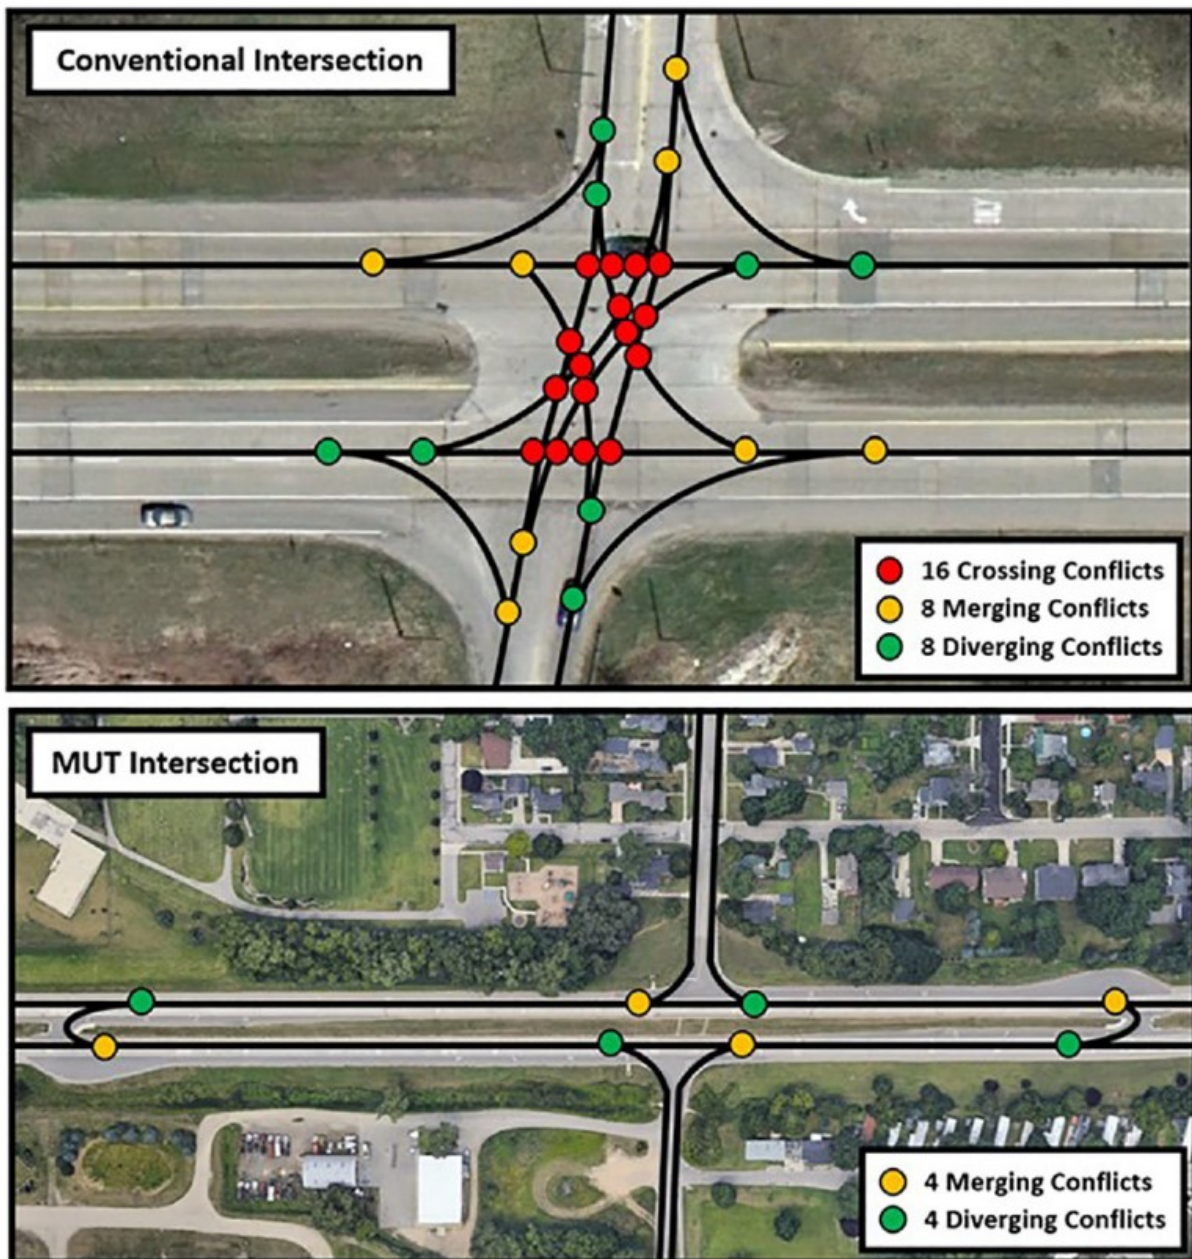 Conventional Intersection
16 Crossing Conflicts
8 Merging Conflicts
8 Diverging Conflicts
MUT Intersection
4 Merging Conflicts
4 Diverging Conflicts